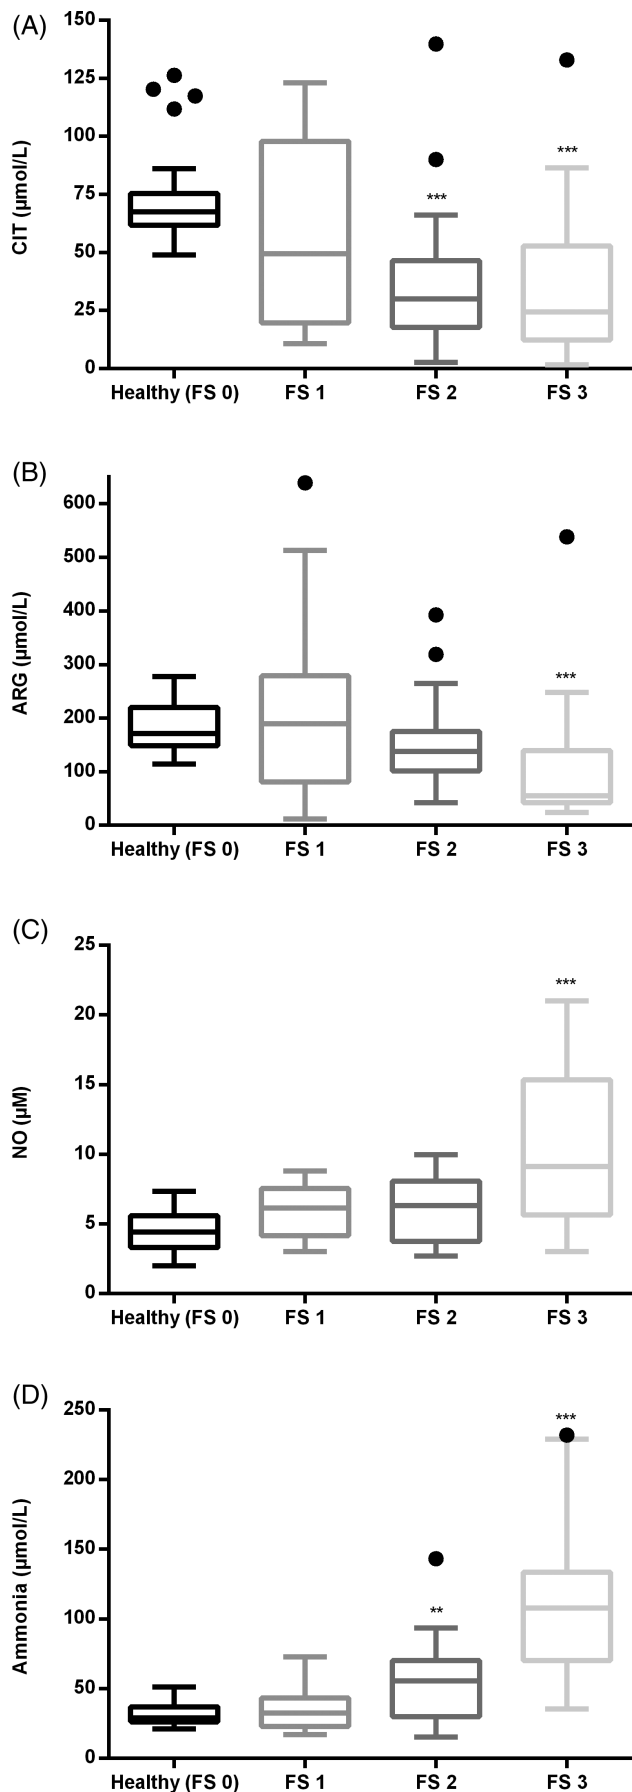 (A)
150
125
100
75
50
25
0
CIT (µmol/L)
***
***
Healthy (FS 0) FS 1 FS 2 FS 3
(B)
600
500
400
300
200
100
0
ARG (µmol/L)
***
Healthy (FS 0) FS 1 FS 2 FS 3
(C)
25
20
15
10
5
0
NO (µM)
***
Healthy (FS 0) FS 1 FS 2 FS 3
(D)
250
200
150
100
50
0
Ammonia (µmol/L)
***
**
Healthy (FS 0) FS 1 FS 2 FS 3